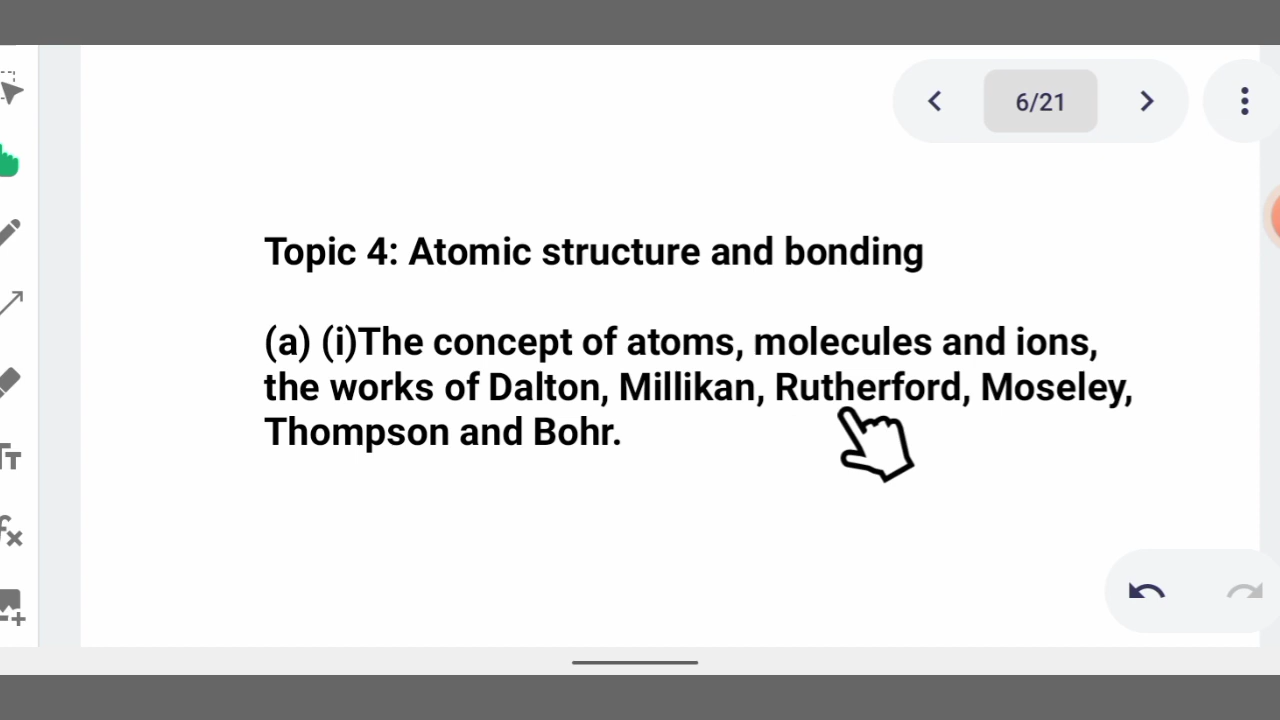 6/21
Topic 4: Atomic structure and bonding
(a) (i)The concept of atoms, molecules and ions,
the works of Dalton, Millikan, Rutherford, Moseley,
Thompson and Bohr.